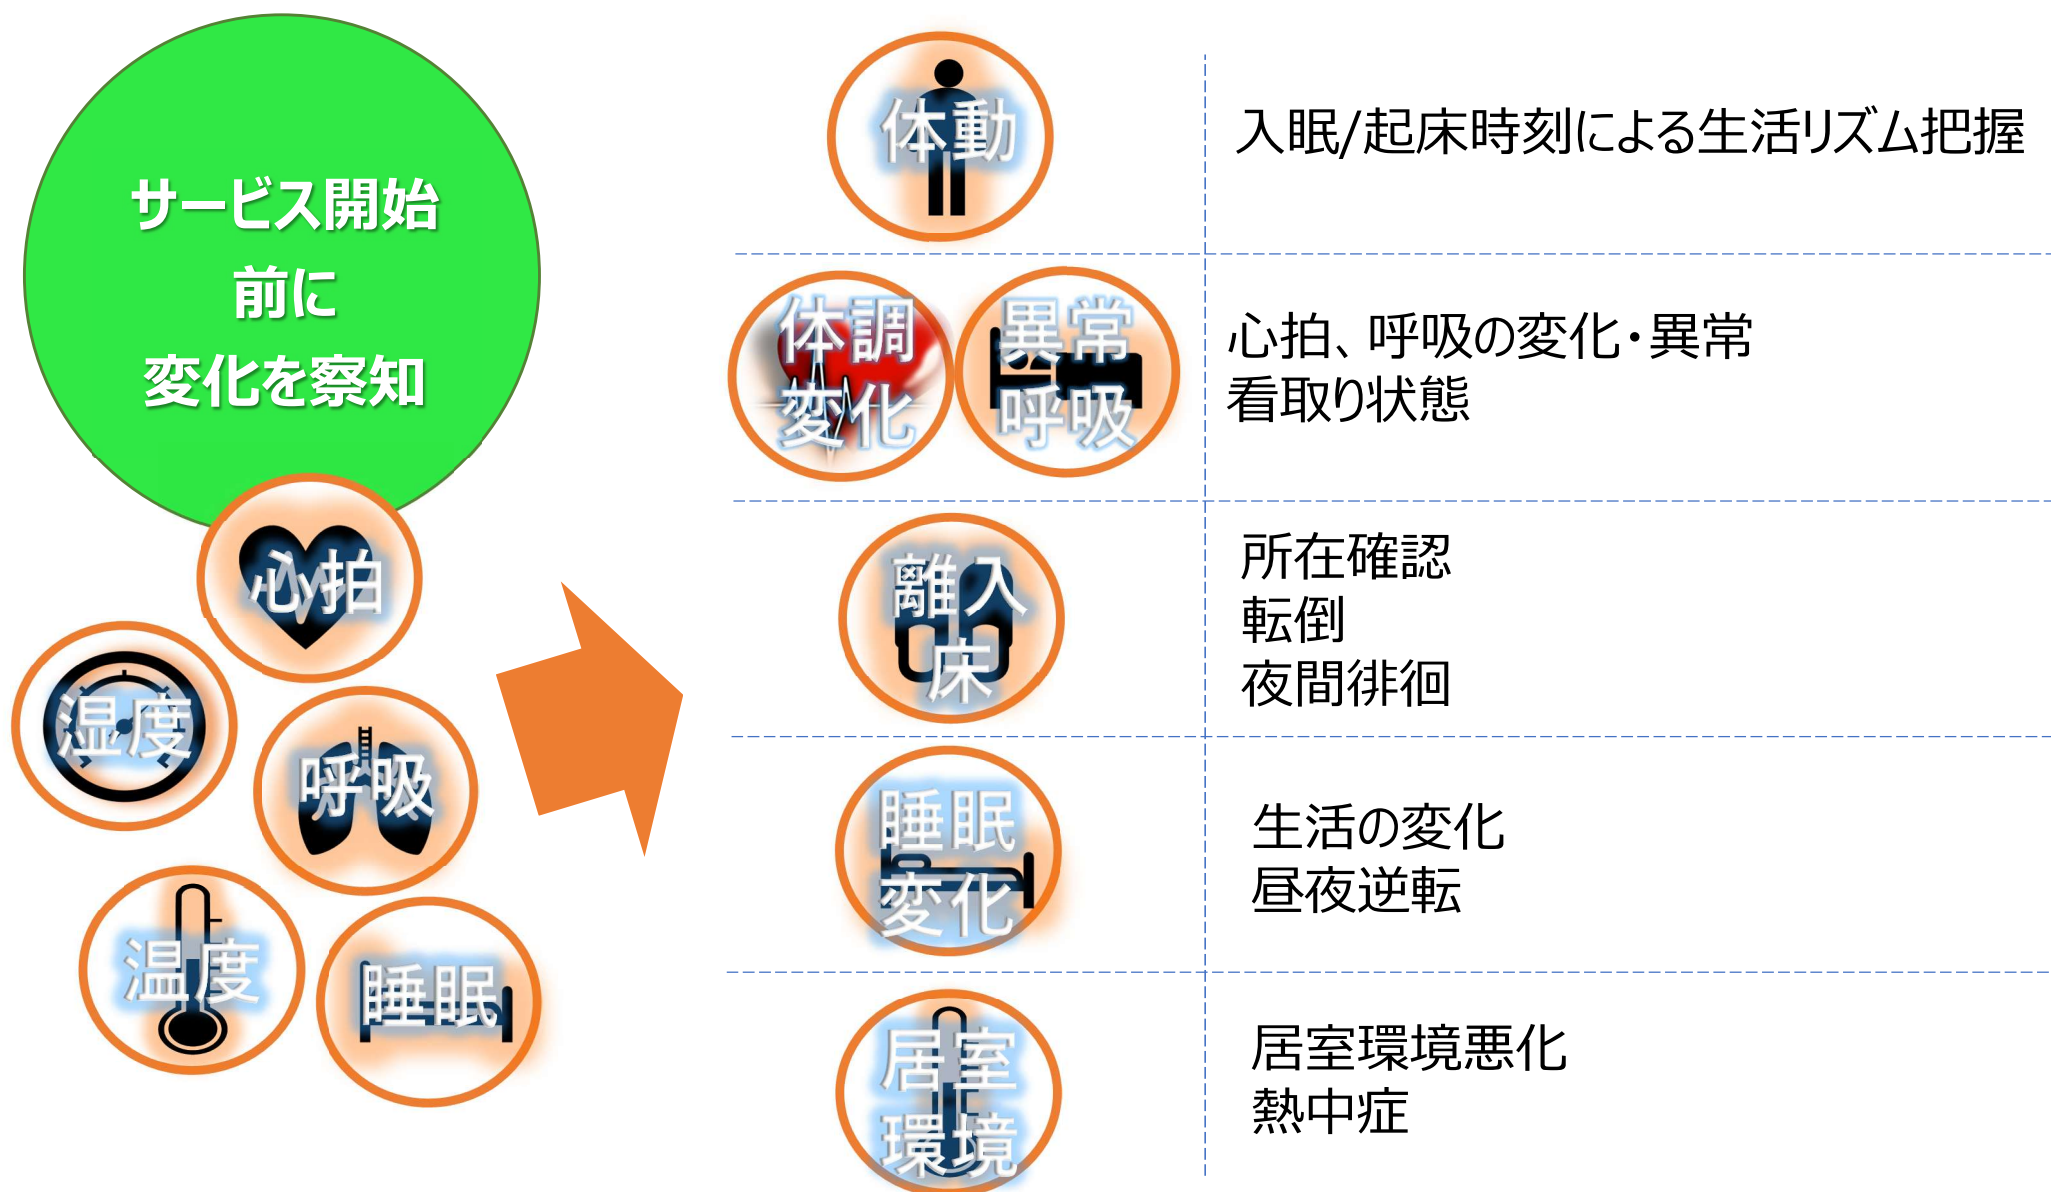 サービス開始
前に
変化を察知
心拍
湿度
呼吸
温度
睡眠
体動
入眠/起床時刻による生活リズム把握
体調
変化
異常
呼吸
心拍、呼吸の変化・異常
看取り状態
離入
床
所在確認
転倒
夜間徘徊
睡眠
変化
生活の変化
昼夜逆転
居室
環境
居室環境悪化
熱中症